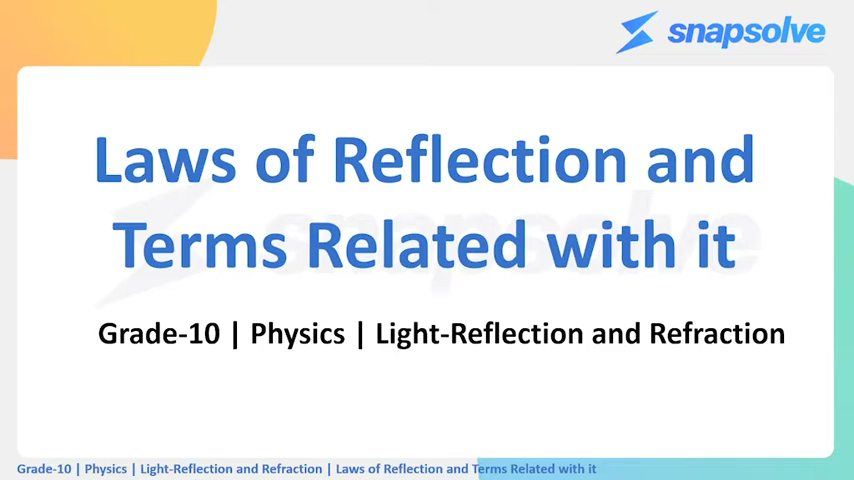 snapsolve
Laws of Reflection and
Terms Related with it
snapsolve
Grade-10 | Physics | Light-Reflection and Refraction
Grade-10 | Physics | Light-Reflection and Refraction | Laws of Reflection and Terms Related with it